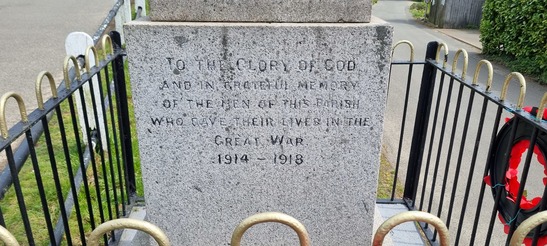 TO THE GLORY OF GOD
AND IN GRATEFUL MEMORY
OF THE MEN OF THIS PARISH
WHO GAVE THEIR LIVES IN THE
GREAT WAR
1914 - 1918